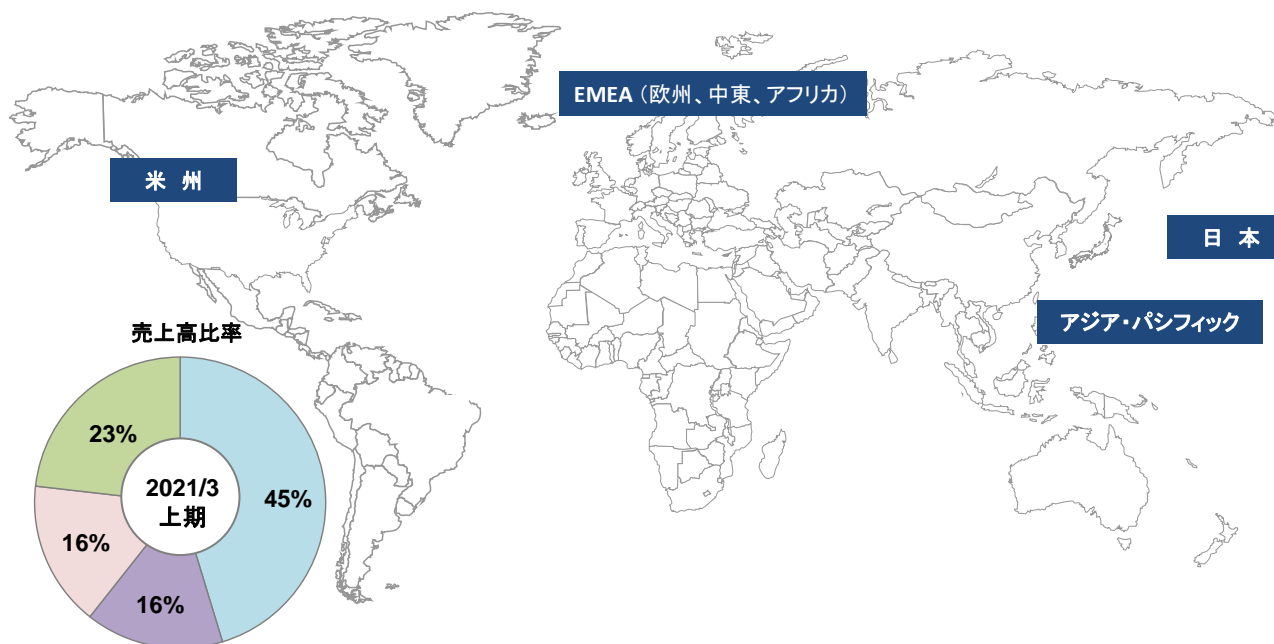 EMEA（欧州、中東、アフリカ）
米 州
日 本
アジア・パシフィック
売上高比率
23%
45%
2021/3
上期
16%
16%